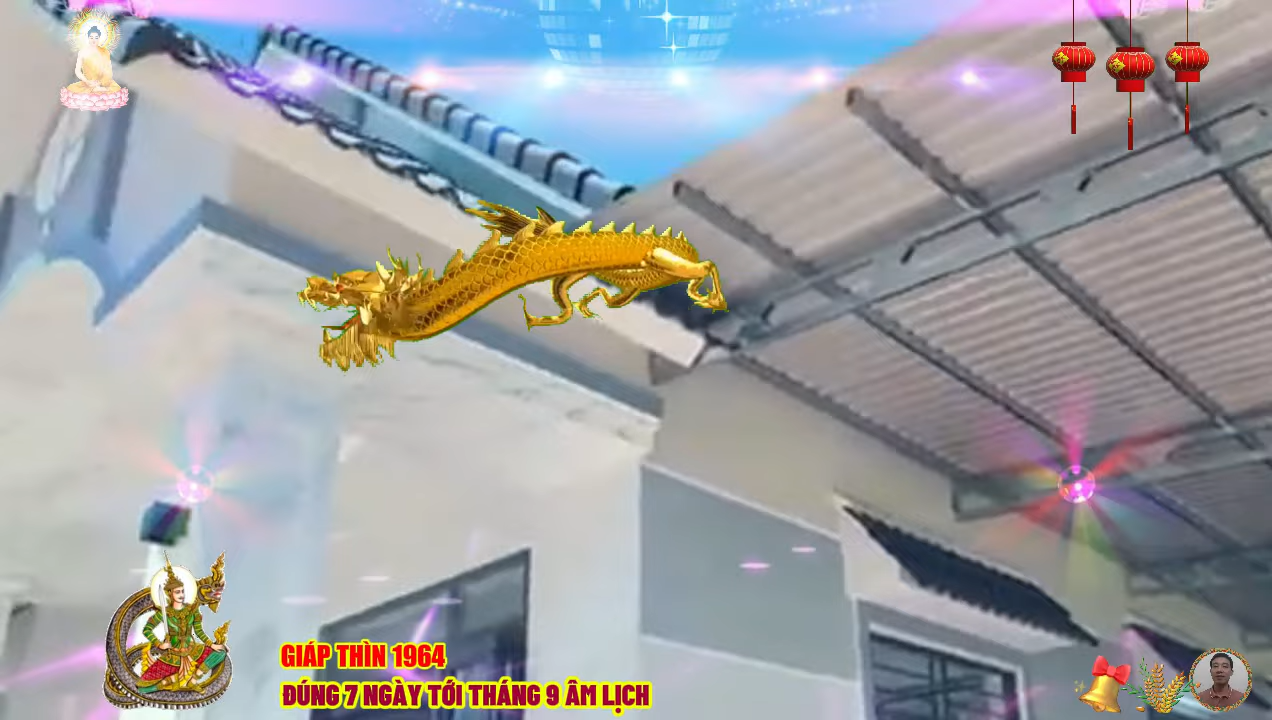 GIÁP THÌN 1964
ĐÚNG 7 NGÀY TỚI THÁNG 9 ÂM LỊCH